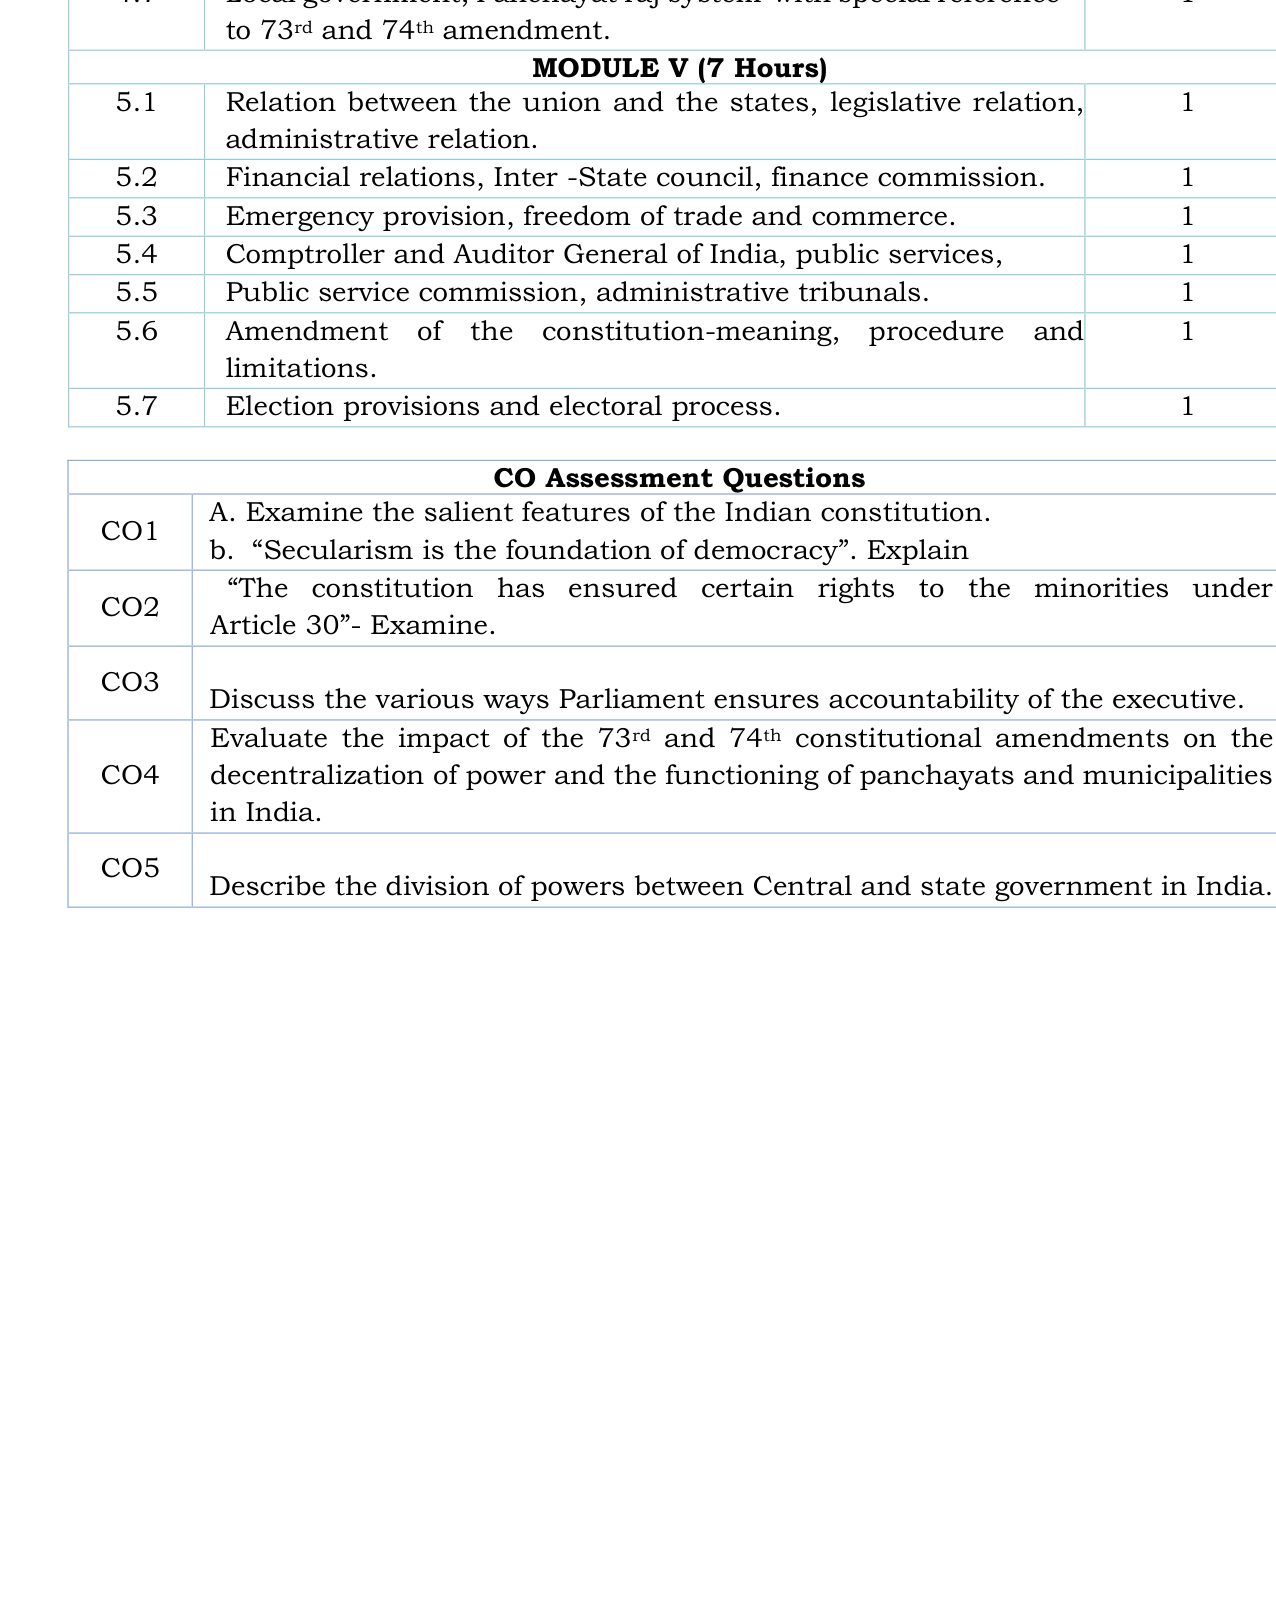 to 73rd and 74th amendment.
MODULE V (7 Hours)
5.1 Relation between the union and the states, legislative relation, 1
administrative relation.
5.2 Financial relations, Inter -State council, finance commission. 1
5.3 Emergency provision, freedom of trade and commerce. 1
5.4 Comptroller and Auditor General of India, public services, 1
5.5 Public service commission, administrative tribunals. 1
5.6 Amendment of the constitution-meaning, procedure and 1
limitations.
5.7 Election provisions and electoral process. 1
CO Assessment Questions
CO1
A. Examine the salient features of the Indian constitution.
b. “Secularism is the foundation of democracy”. Explain
CO2
“The constitution has ensured certain rights to the minorities under
Article 30”- Examine.
CO3
Discuss the various ways Parliament ensures accountability of the executive.
CO4
Evaluate the impact of the 73rd and 74th constitutional amendments on the
decentralization of power and the functioning of panchayats and municipalities
in India.
CO5
Describe the division of powers between Central and state government in India.